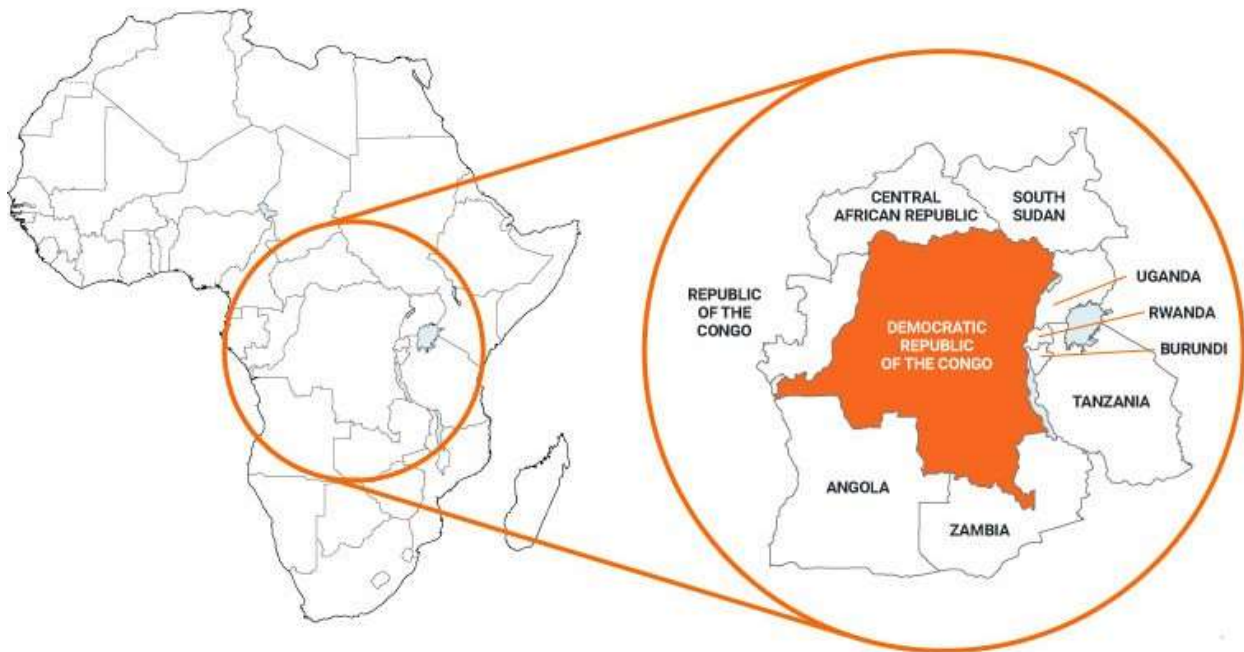 CENTRAL
AFRICAN REPUBLIC
SOUTH
SUDAN
UGANDA
REPUBLIC
OF THE
CONGO
RWANDA
DEMOCRATIC
REPUBLIC
OF THE CONGO
BURUNDI
TANZANIA
ANGOLA
ZAMBIA